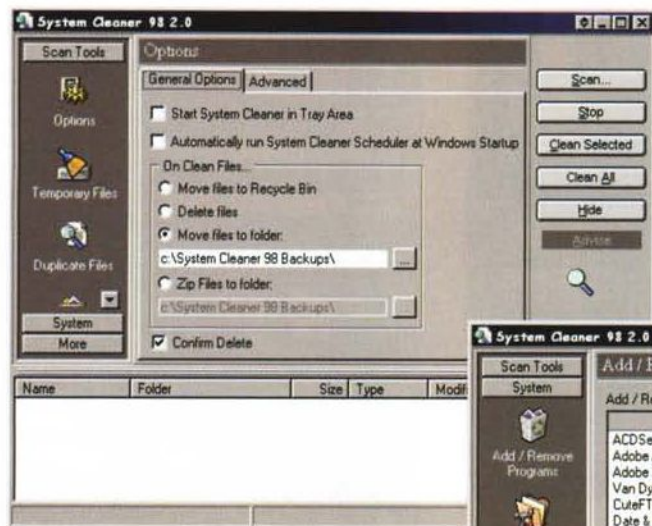 System Cleaner 98 2.0
Scan Tools
Options
Temporary Files
Duplicate Files
System
More
Options
General Options
Advanced
Start System Cleaner in Tray Area
Automatically run System Cleaner Scheduler at Windows Startup
On Clean Files...
Move files to Recycle Bin
Delete files
Move files to folder:
c:\System Cleaner 98 Backups\
...
Zip Files to folder:
c:\System Cleaner 98 Backups\
Confirm Delete
Scan...
Stop
Clean Selected
Clean All
Hide
Advise
Name Folder Size Type Modif
System Cleaner 98 2.0
Scan Tools
System
Add / Remove
Programs
Add / R
Add / Re
ACDSe
Adobe
Adobe
Van Dy
CuteFT
Date &